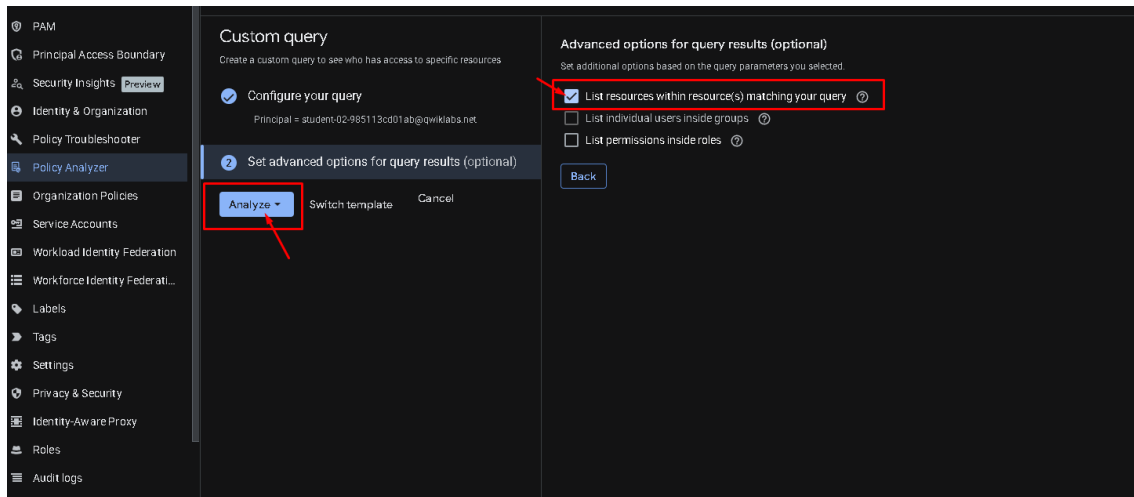 PAM
Principal Access Boundary
Security Insights Preview
Identity & Organization
Policy Troubleshooter
Policy Analyzer
Organization Policies
Service Accounts
Workload Identity Federation
Workforce Identity Federati...
Labels
Tags
Settings
Privacy & Security
Identity-Aware Proxy
Roles
Audit logs
Custom query
Create a custom query to see who has access to specific resources
Configure your query
Principal = student-02-985113cd01ab@qwiklabs.net
2 Set advanced options for query results (optional)
Analyze Switch template Cancel
Advanced options for query results (optional)
Set additional options based on the query parameters you selected.
List resources within resource(s) matching your query
List individual users inside groups
List permissions inside roles
Back